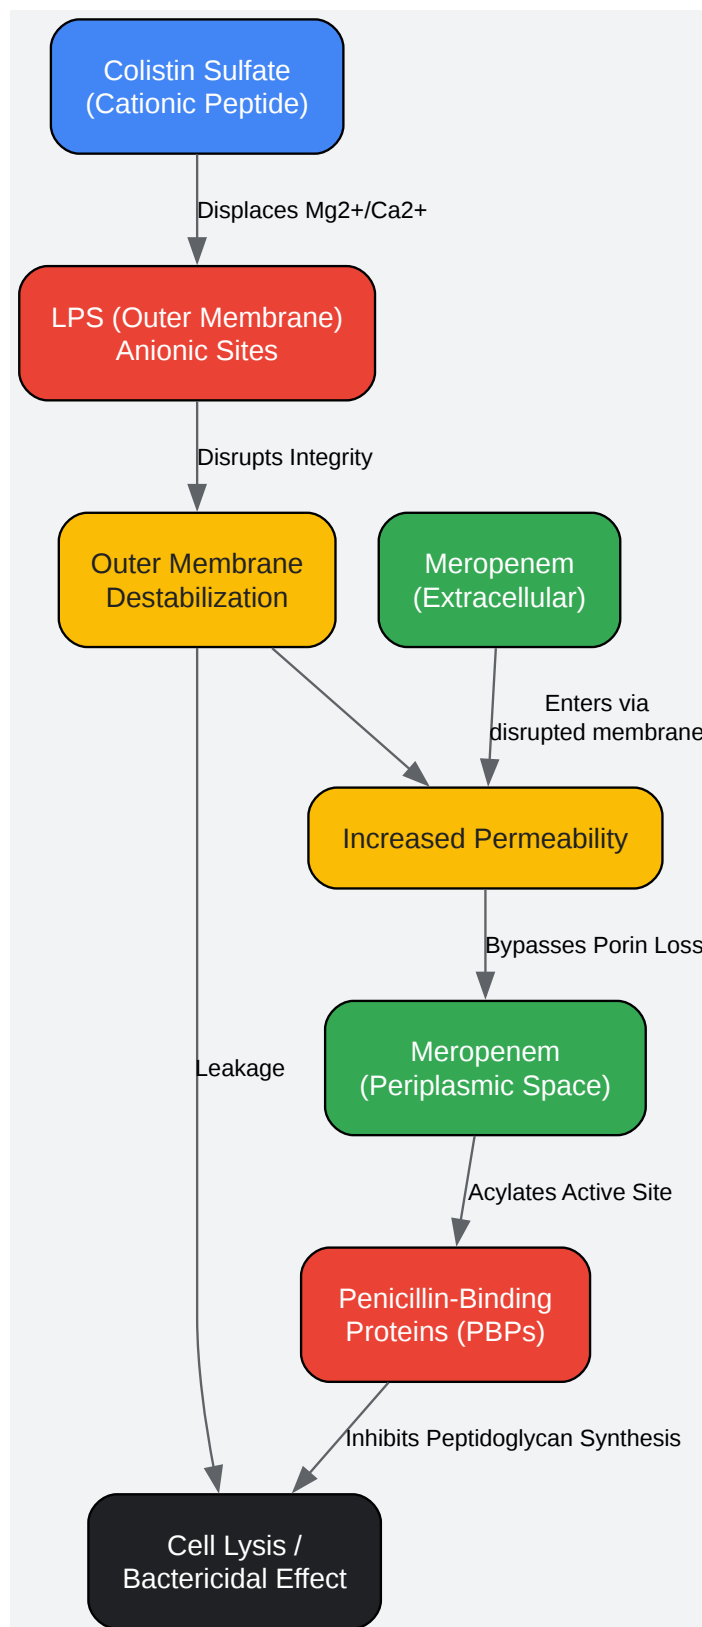 Colistin Sulfate
(Cationic Peptide)
Displaces Mg2+/Ca2+
LPS (Outer Membrane)
Anionic Sites
Disrupts Integrity
Outer Membrane
Destabilization
Meropenem
(Extracellular)
Enters via
disrupted membrane
Increased Permeability
Bypasses Porin Loss
Meropenem
(Periplasmic Space)
Leakage
Acylates Active Site
Penicillin-Binding
Proteins (PBPs)
Inhibits Peptidoglycan Synthesis
Cell Lysis /
Bactericidal Effect